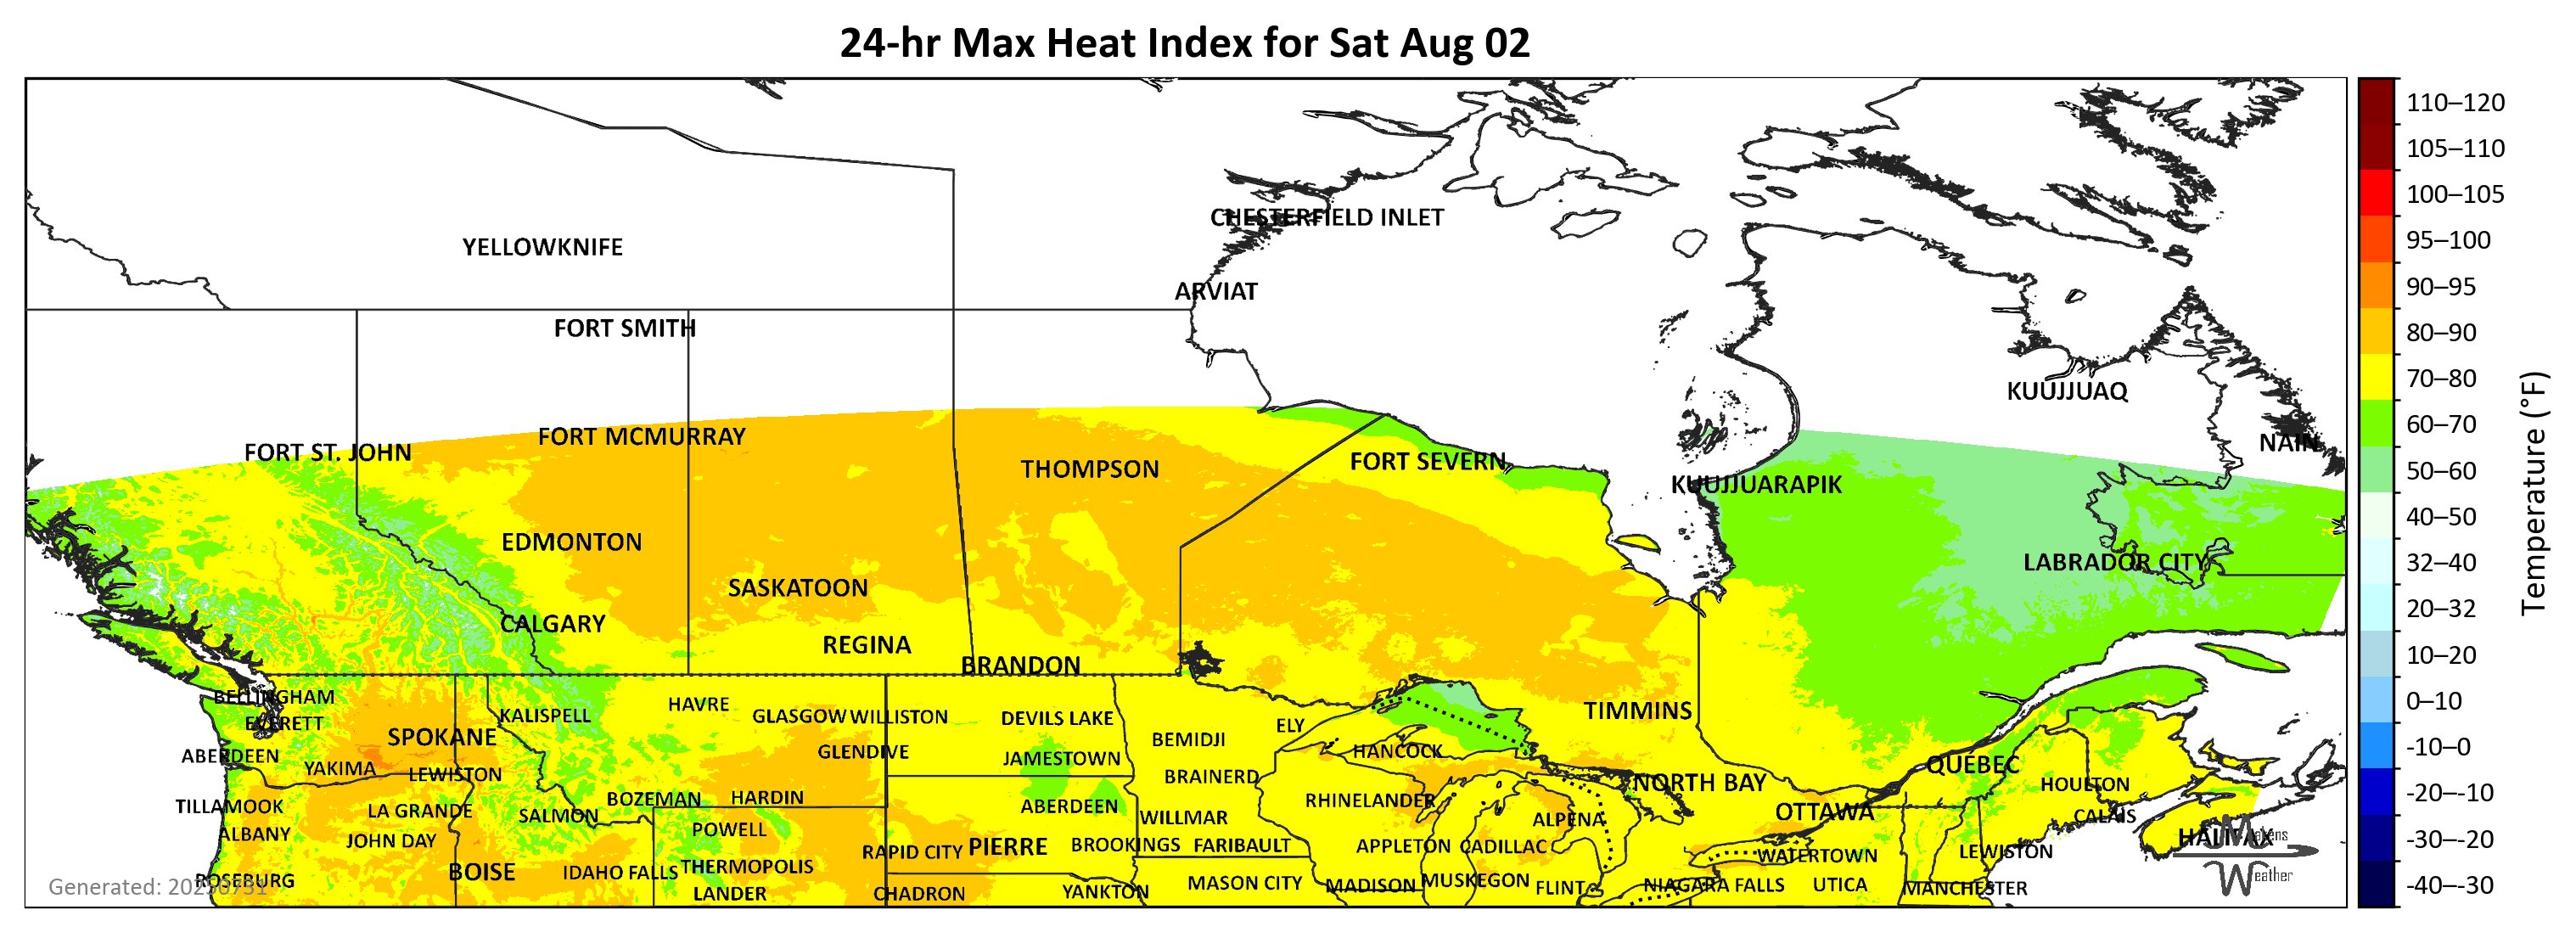 24-hr Max Heat Index for Sat Aug 02
CHESTERFIELD INLET
YELLOWKNIFE
ARVIAT
FORT SMITH
KUUJJUAQ
FORT MCMURRAY
NAIN
FORT ST. JOHN
FORT SEVERN
THOMPSON
KUUJJUARAPIK
EDMONTON
LABRADOR CITY
SASKATOON
CALGARY
REGINA
BRANDON
BELLINGHAM
HAVRE
TIMMINS
KALISPELL
GLASGOW WILLISTON
DEVILS LAKE
EVERETT
ELY
SPOKANE
BEMIDJI
HANCOCK
ABERDEEN
GLENDIVE
JAMESTOWN
QUÉBEC
YAKIMA
LEWISTON
BRAINERD
NORTH BAY
HOULTON
BOZEMAN
HARDIN
RHINELANDER
TILLAMOOK
LA GRANDE
ABERDEEN
OTTAWA
SALMON
WILLMAR
ALPENA
CALAIS
ALBANY
POWELL
HALIFAX
JOHN DAY
PIERRE
BROOKINGS
FARIBAULT
APPLETON
CADILLAC
RAPID CITY
WATERTOWN
LEWISTON
BOISE
IDAHO FALLS
THERMOPOLIS
ROSEBURG
MASON CITY
MADISON
MUSKEGON
FLINT
NIAGARA FALLS
UTICA
MANCHESTER
LANDER
CHADRON
YANKTON
Generated: 20250731
Weather
110–120
105–110
100–105
95–100
90–95
80–90
70–80
60–70
50–60
40–50
32–40
20–32
10–20
0–10
-10–0
-20–-10
-30–-20
-40–-30
Temperature (°F)